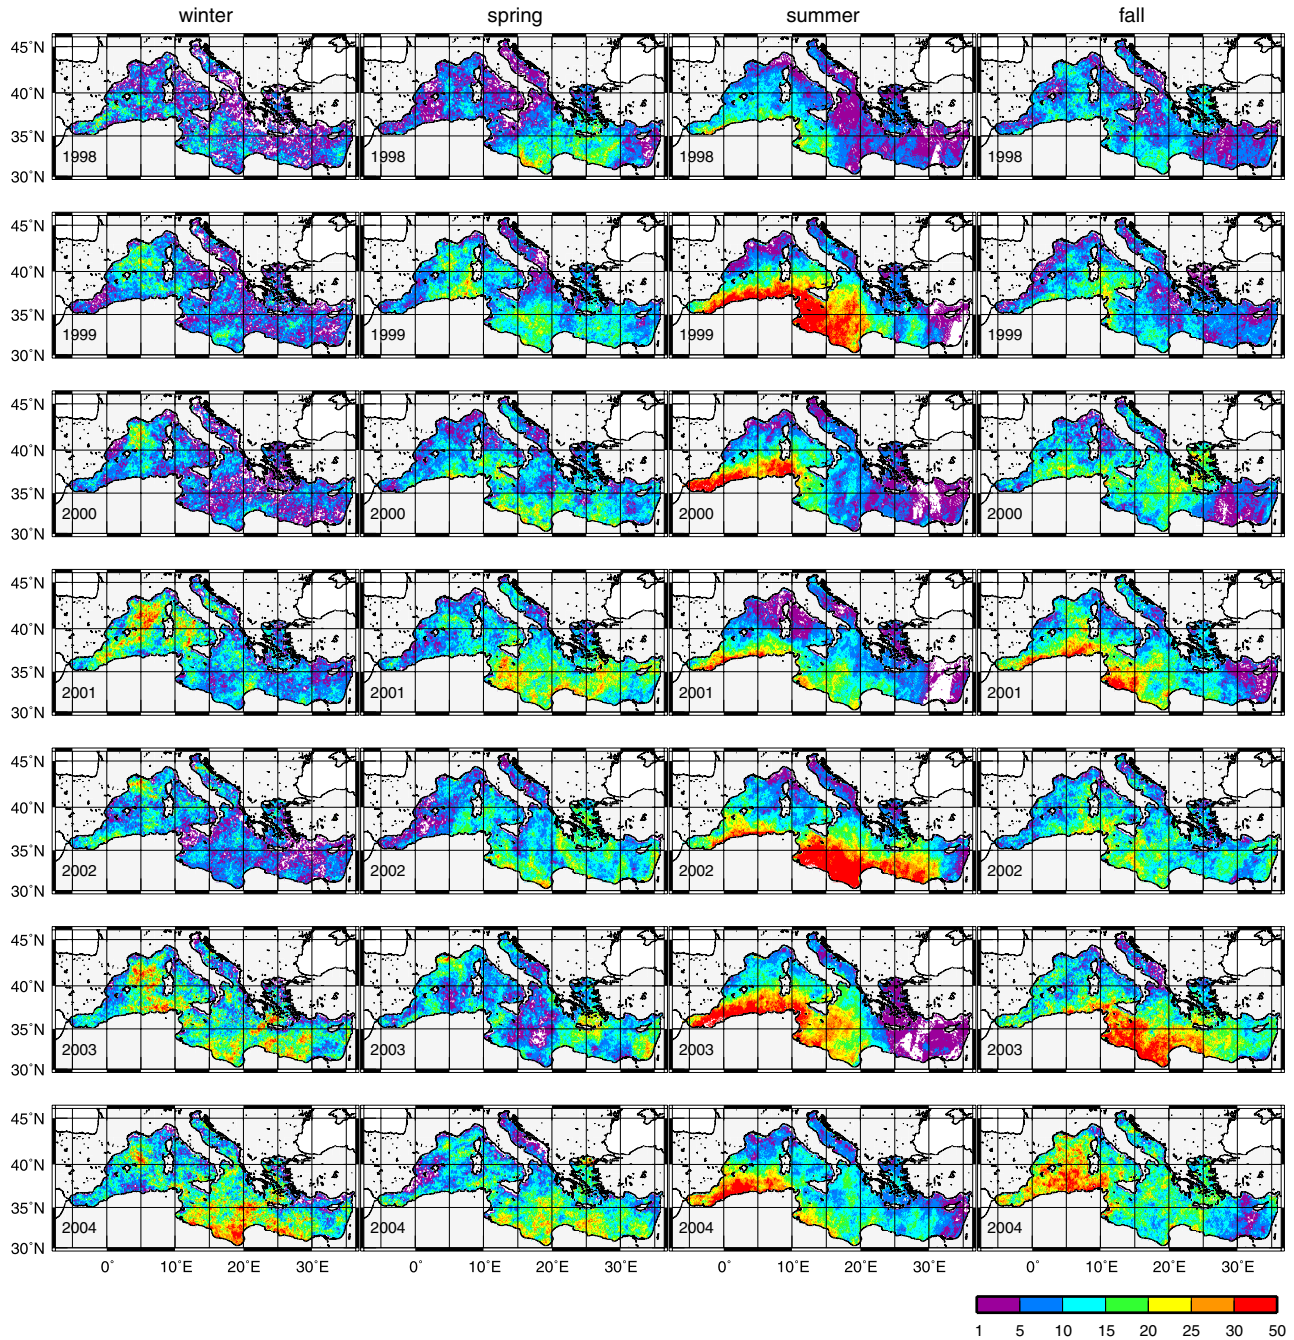 winter spring summer fall
45°N
40°N
35°N
30°N
1998 1998 1998 1998
45°N
40°N
35°N
30°N
1999 1999 1999 1999
45°N
40°N
35°N
30°N
2000 2000 2000 2000
45°N
40°N
35°N
30°N
2001 2001 2001 2001
45°N
40°N
35°N
30°N
2002 2002 2002 2002
45°N
40°N
35°N
30°N
2003 2003 2003 2003
45°N
40°N
35°N
30°N
2004 2004 2004 2004
0° 10°E 20°E 30°E 0° 10°E 20°E 30°E 0° 10°E 20°E 30°E 0° 10°E 20°E 30°E
1 5 10 15 20 25 30 50